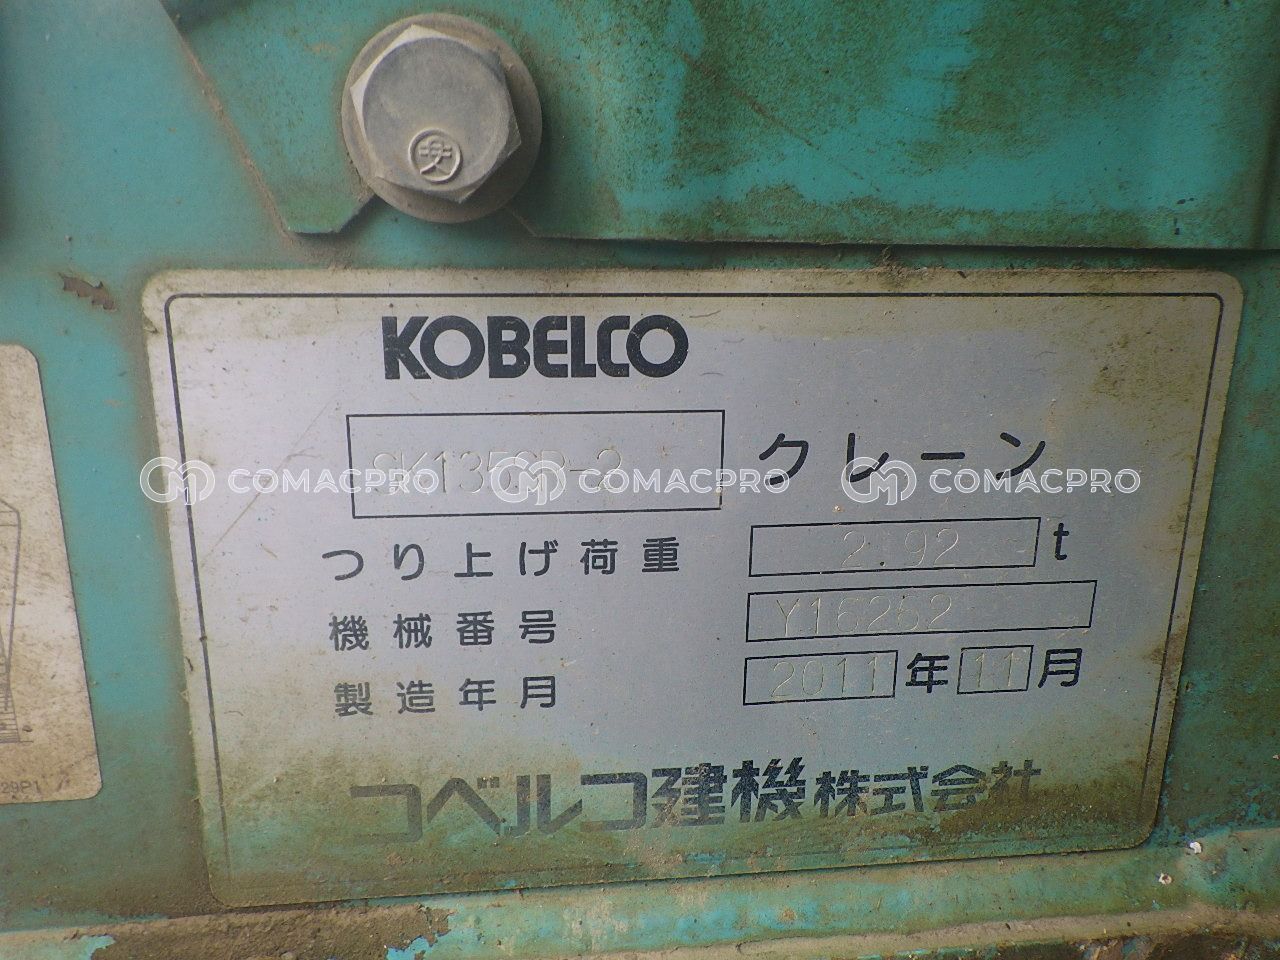 KOBELCO
SK135SR-2 クレーン
つり上げ荷重 2.92 t
機械番号 Y16252
製造年月 2011 年 11 月
コベルコ建機株式会社
COMACPRO COMACPRO COMACPRO
29P1